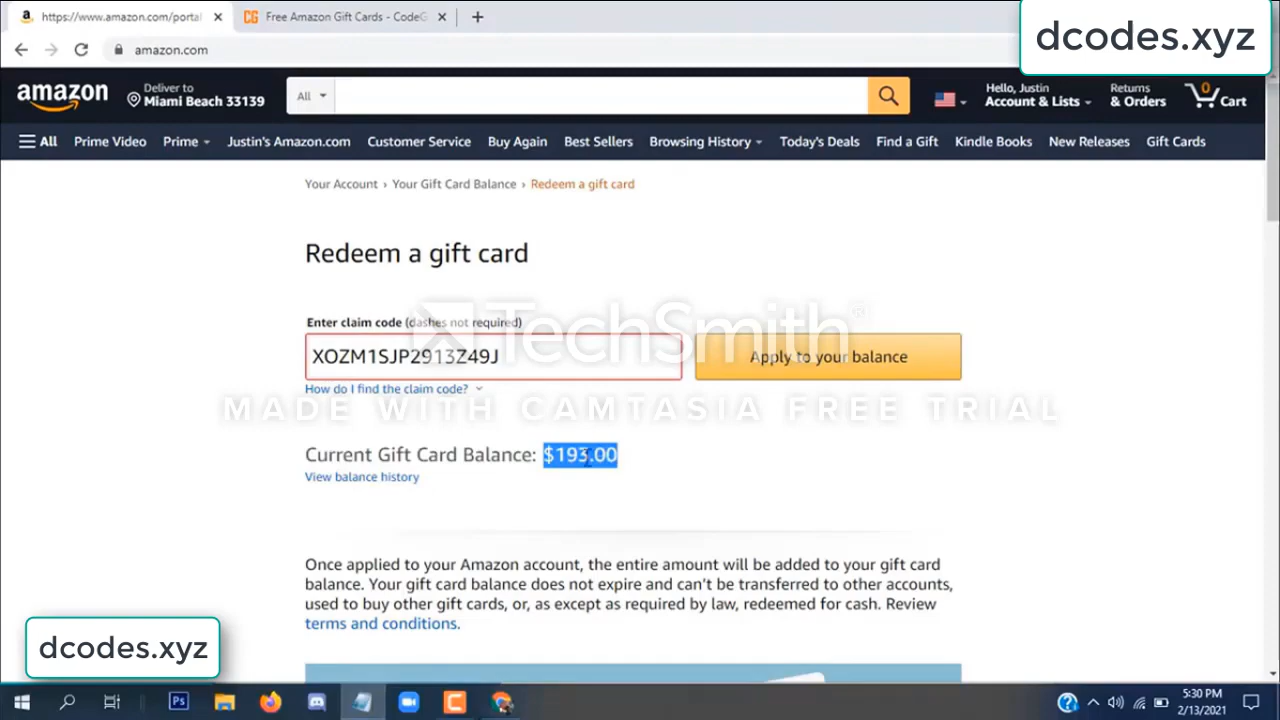 https://www.amazon.com/portal
Free Amazon Gift Cards - CodeG
dcodes.xyz
amazon.com
amazon
Deliver to
Miami Beach 33139
All
Hello, Justin
Account & Lists
Returns
& Orders
0
Cart
All
Prime Video
Prime
Justin's Amazon.com
Customer Service
Buy Again
Best Sellers
Browsing History
Today's Deals
Find a Gift
Kindle Books
New Releases
Gift Cards
Your Account › Your Gift Card Balance › Redeem a gift card
Redeem a gift card
Enter claim code (dashes not required)
XOZM1SJP2913Z49J
Apply to your balance
How do I find the claim code?
TechSmith®
MADE WITH CAMTASIA FREE TRIAL
Current Gift Card Balance: $193.00
View balance history
Once applied to your Amazon account, the entire amount will be added to your gift card
balance. Your gift card balance does not expire and can't be transferred to other accounts,
used to buy other gift cards, or, as except as required by law, redeemed for cash. Review
terms and conditions.
dcodes.xyz
Ps
5:30 PM
2/13/2021